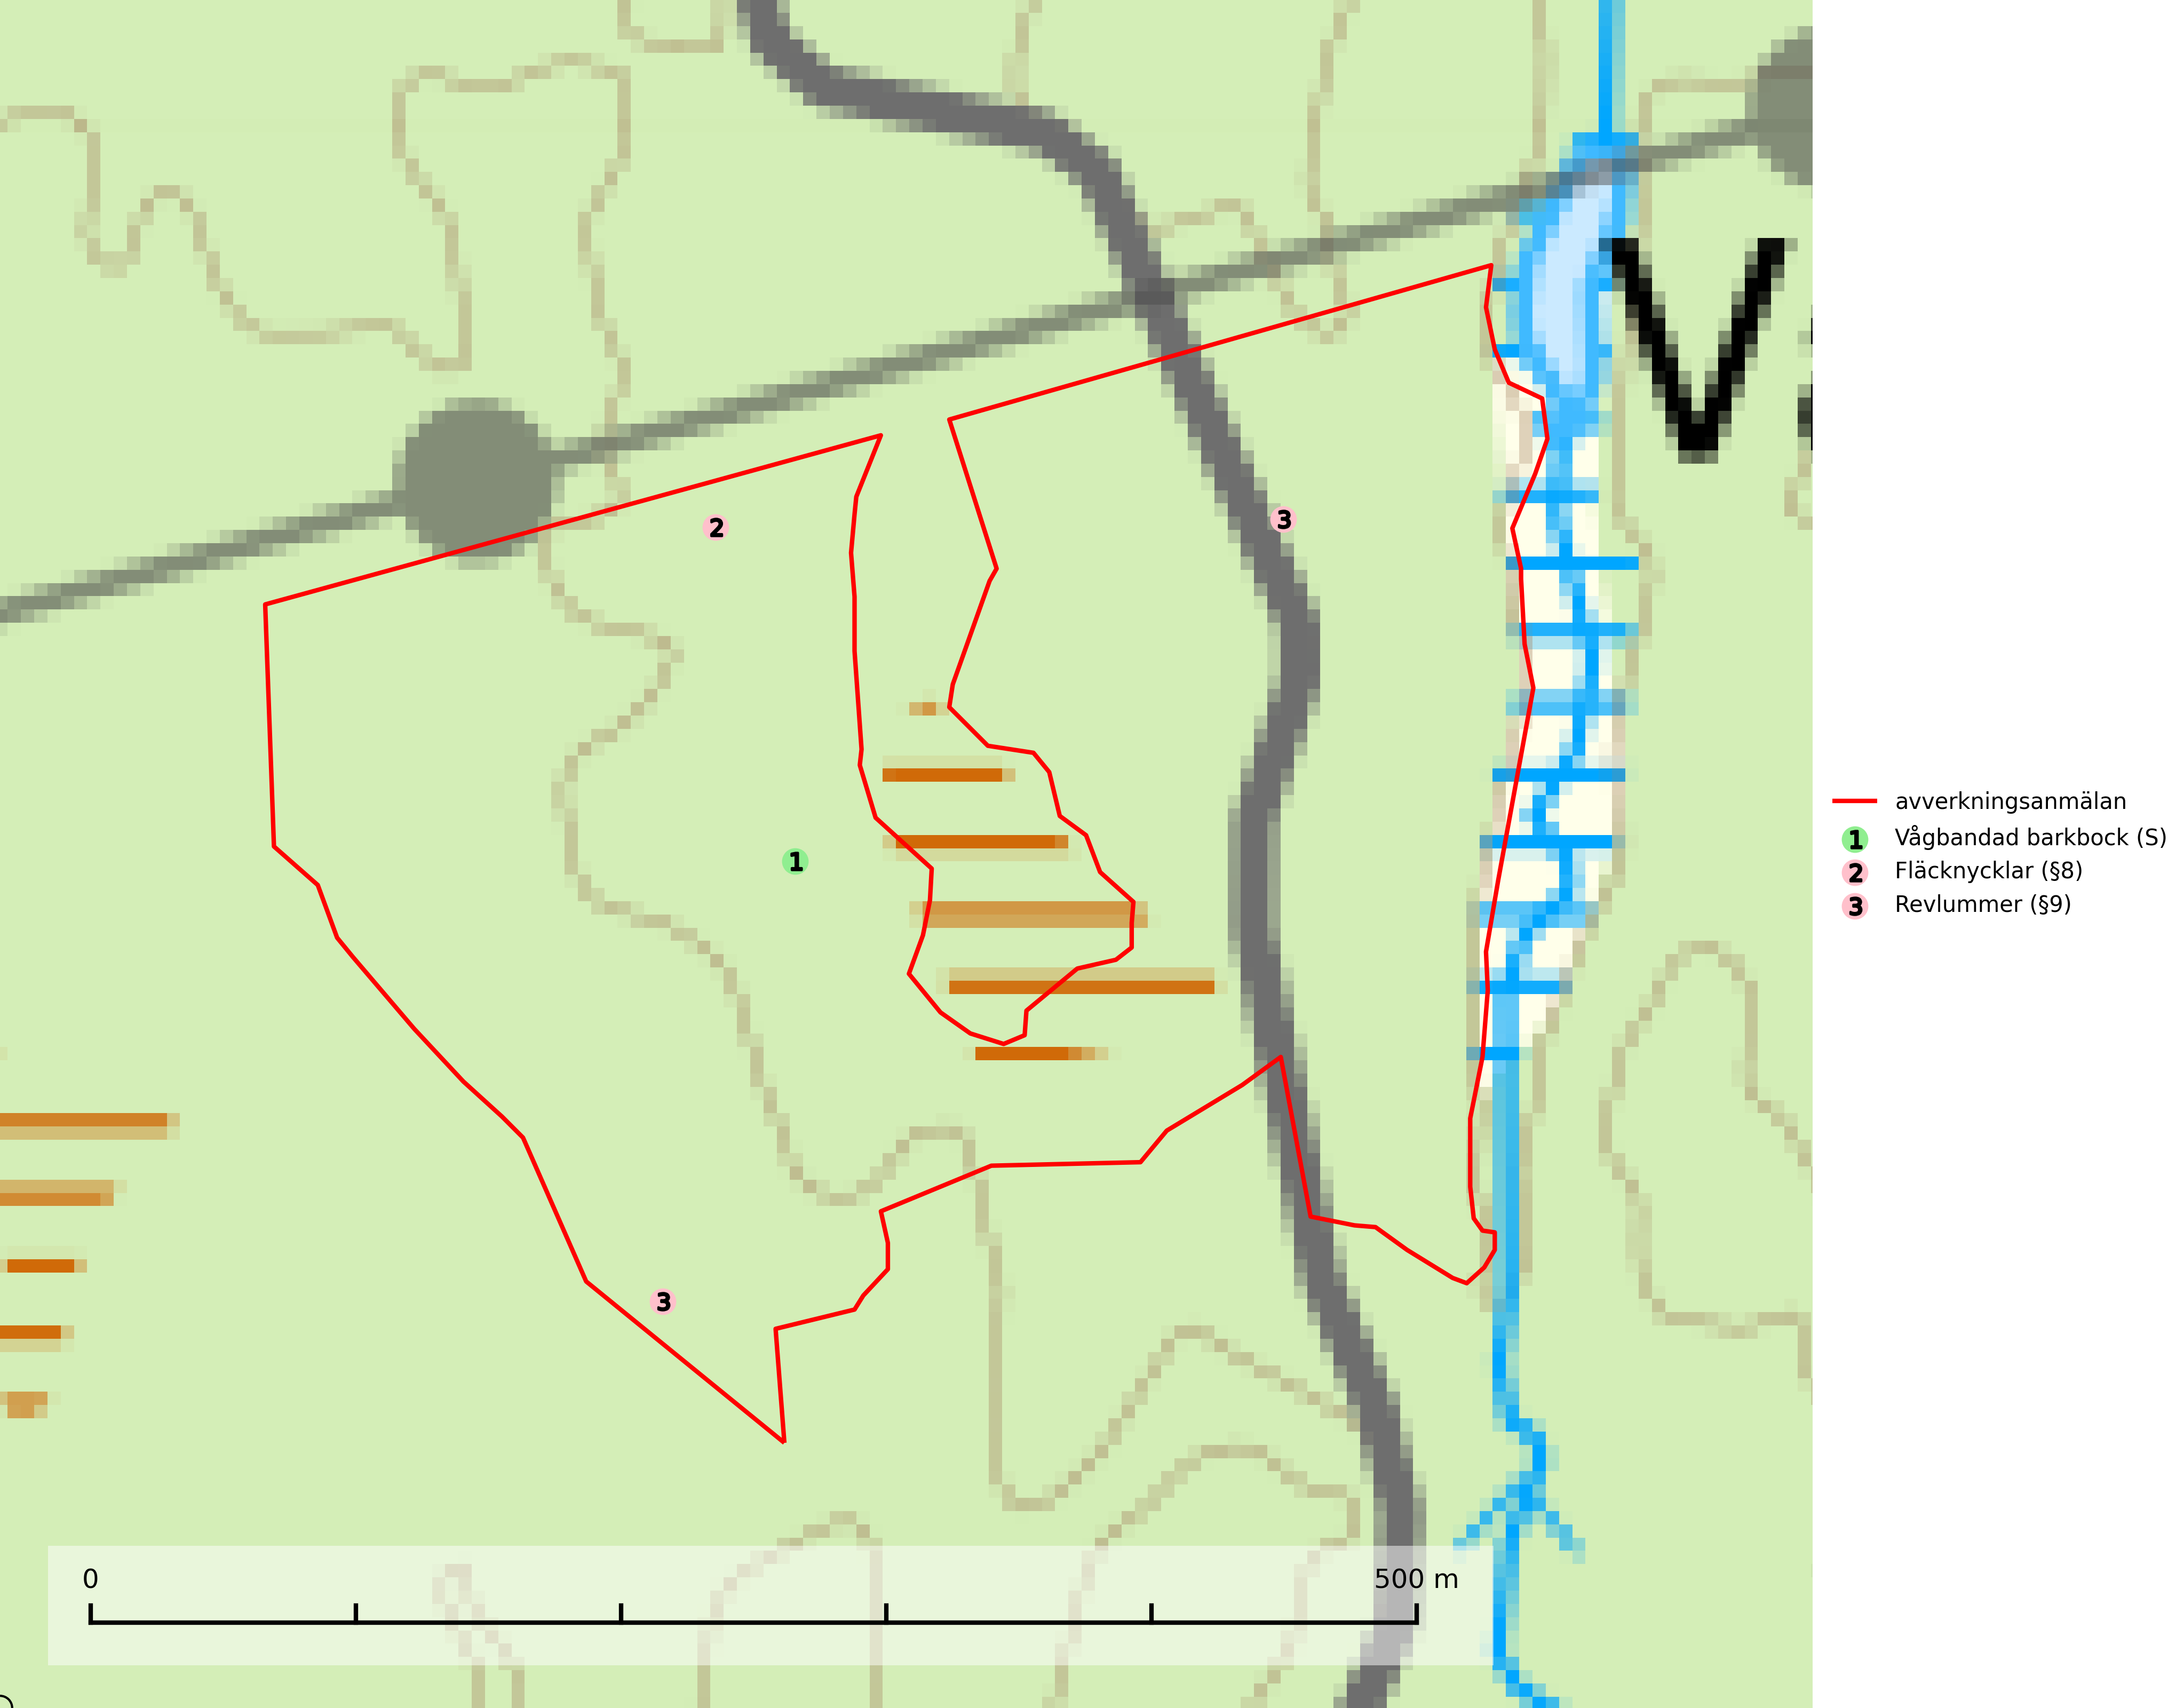 W
2
3
1
3
avverkningsanmälan
1 Vågbandad barkbock (S)
2 Fläcknycklar (§8)
3 Revlummer (§9)
0 500 m